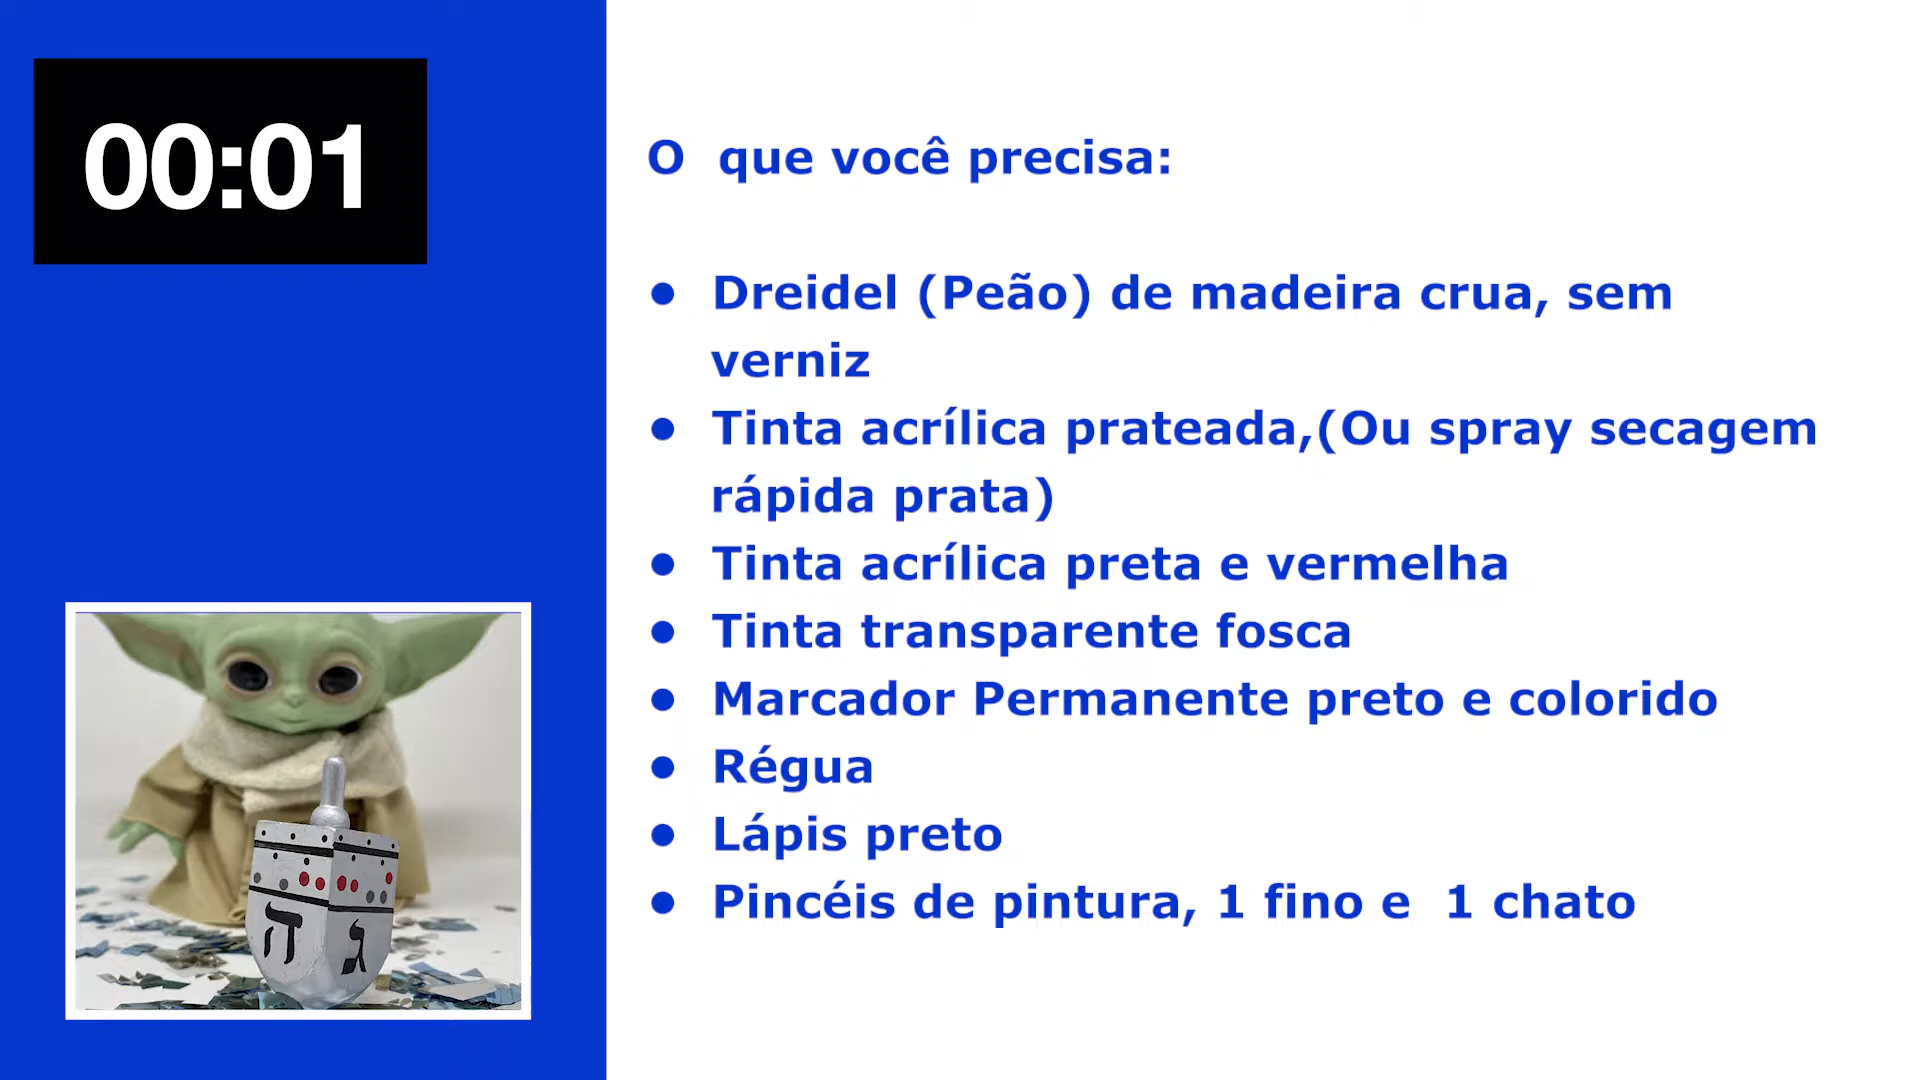 00:01
O que você precisa:
● Dreidel (Peão) de madeira crua, sem
verniz
● Tinta acrílica prateada,(Ou spray secagem
rápida prata)
● Tinta acrílica preta e vermelha
● Tinta transparente fosca
● Marcador Permanente preto e colorido
● Régua
● Lápis preto
● Pincéis de pintura, 1 fino e 1 chato
ה ג